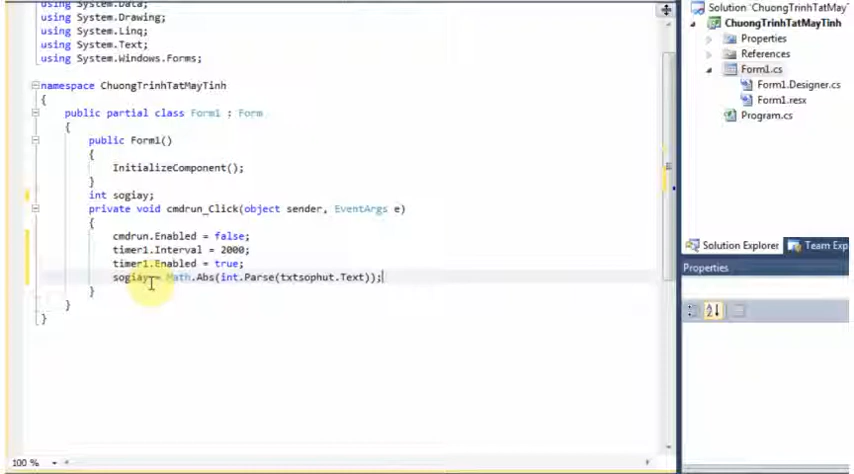 using System.Data;
using System.Drawing;
using System.Linq;
using System.Text;
using System.Windows.Forms;
namespace ChuongTrinhTatMayTinh
{
public partial class Form1 : Form
{
public Form1()
{
InitializeComponent();
}
int sogiay;
private void cmdrun_Click(object sender, EventArgs e)
{
cmdrun.Enabled = false;
timer1.Interval = 2000;
timer1.Enabled = true;
sogiay = Math.Abs(int.Parse(txtsophut.Text));
}
}
}
100 %
Solution 'ChuongTrinhTatMayT
ChuongTrinhTatMayTinh
Properties
References
Form1.cs
Form1.Designer.cs
Form1.resx
Program.cs
Solution Explorer
Team Exp
Properties